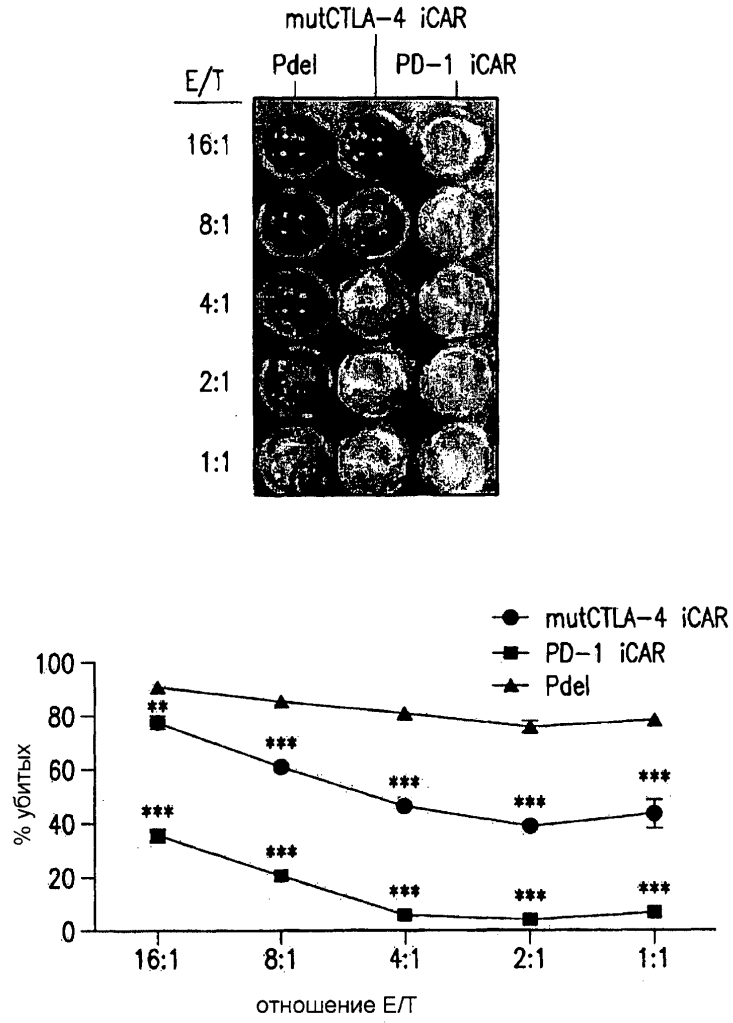 mutCTLA-4 iCAR
Pdel PD-1 iCAR
E/T
16:1
8:1
4:1
2:1
1:1
mutCTLA-4 iCAR
PD-1 iCAR
Pdel
100
80
60
40
20
0
% убитых
**
***
***
***
***
***
***
***
***
***
16:1 8:1 4:1 2:1 1:1
отношение E/T